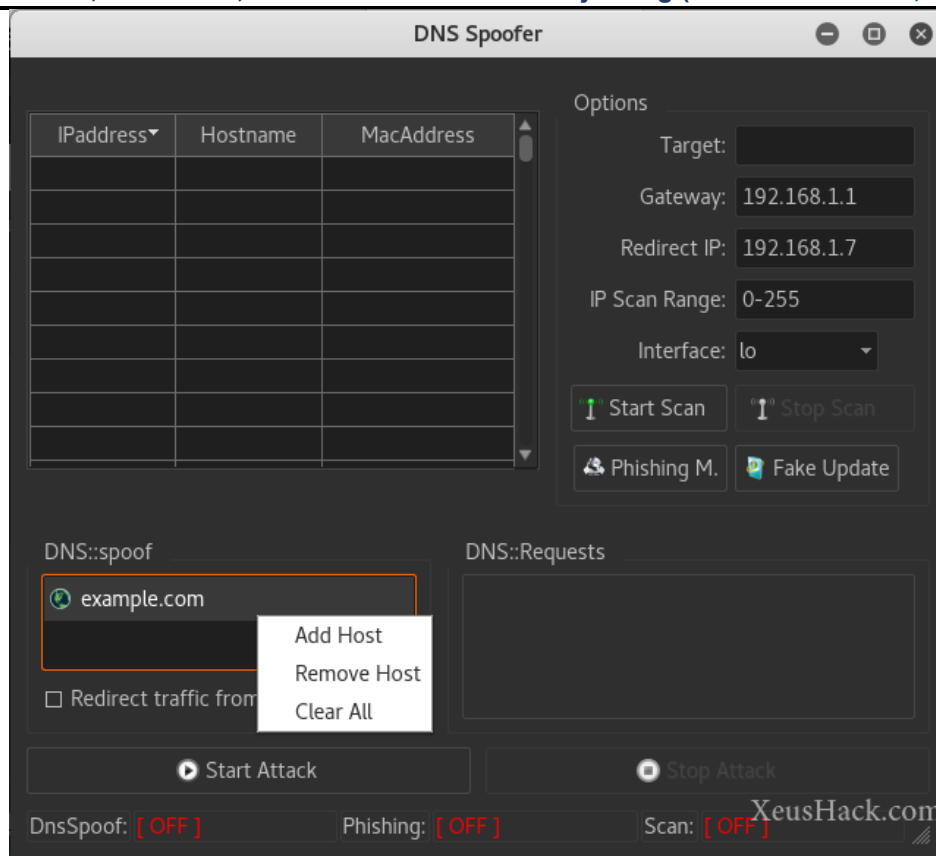 DNS Spoofer
IPaddress Hostname MacAddress
Options
Target:
Gateway: 192.168.1.1
Redirect IP: 192.168.1.7
IP Scan Range: 0-255
Interface: lo
Start Scan Stop Scan
Phishing M. Fake Update
DNS::spoof
example.com
Add Host
Remove Host
Clear All
Redirect traffic from
DNS::Requests
Start Attack Stop Attack
DnsSpoof: [ OFF ] Phishing: [ OFF ] Scan: [ OFF ]
XeusHack.com